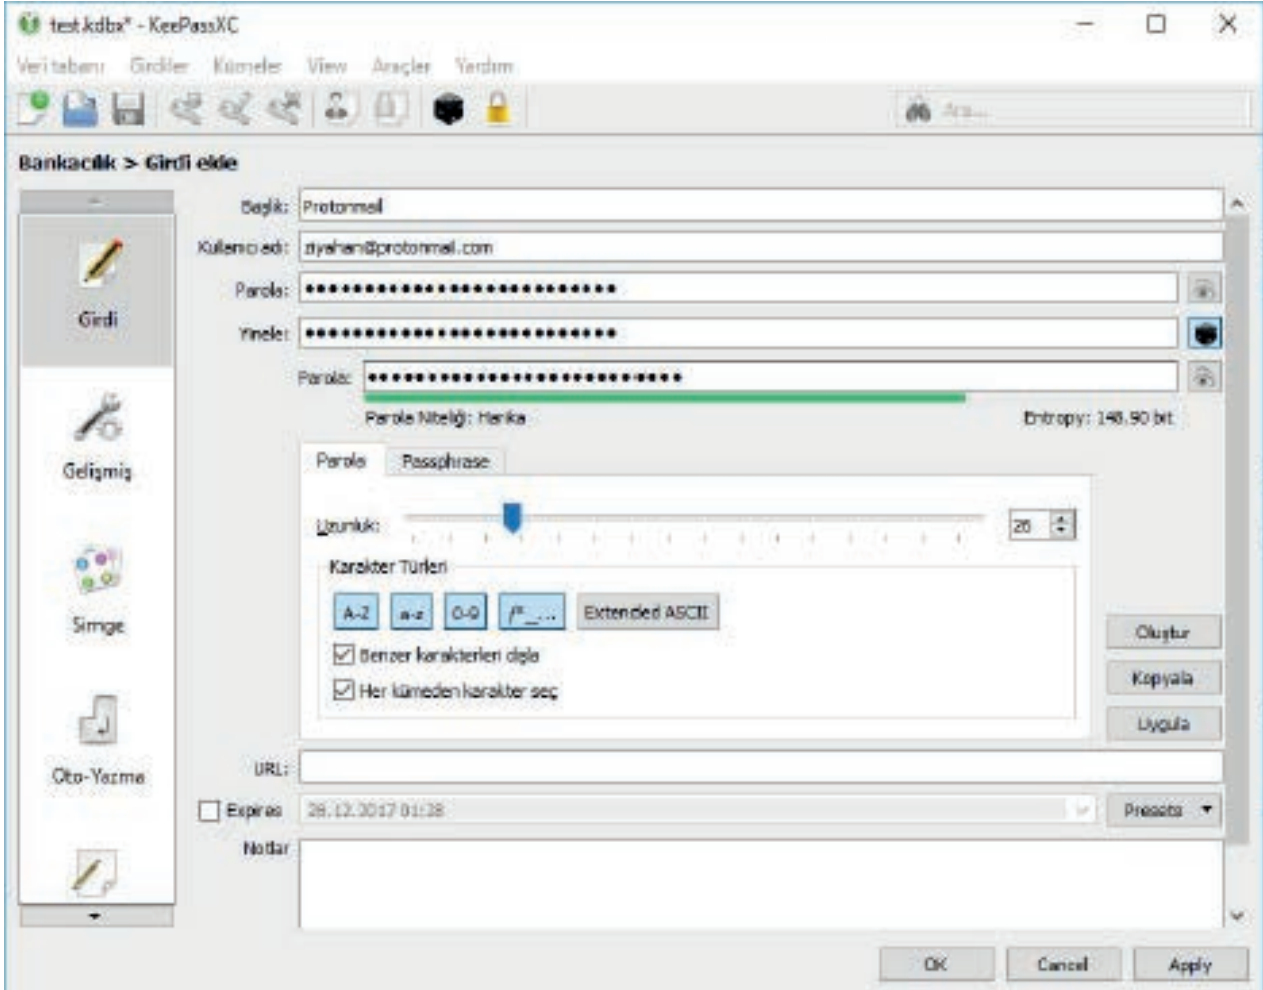 test.kdbx* - KeePassXC
Veri tabanı Girdiler Kümeler View Araçler Yardım
Ara...
Bankacılık > Girdi ekle
Başlık: Protonmail
Kullanıcı adı: ziyahan@protonmail.com
Parola:
Yinele:
Parola:
Parola Niteliği: Harika Entropy: 148.90 bit
Parola Passphrase
Uzunluk: 26
Karakter Türleri
A-Z a-z 0-9 /*_... Extended ASCII
Benzer karakterleri dışla
Her kümeden karakter seç
Oluştur
Kopyala
Uygula
URL:
Expires 28.12.2017 01:28 Presets
Notlar
Girdi
Gelişmiş
Simge
Oto-Yazma
OK Cancel Apply